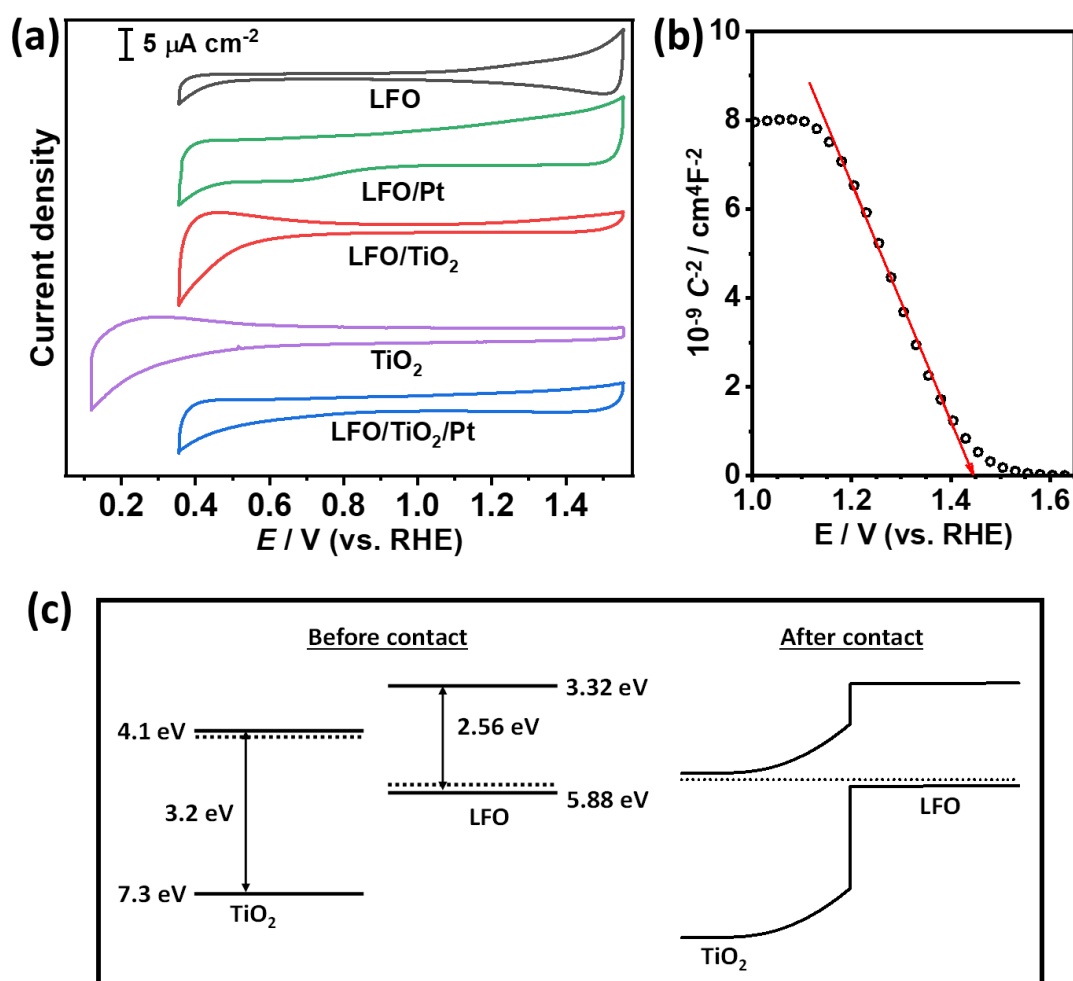 (a)
5 μA cm-2
LFO
LFO/Pt
LFO/TiO2
TiO2
LFO/TiO2/Pt
Current density
0.2 0.4 0.6 0.8 1.0 1.2 1.4
E / V (vs. RHE)
(b)
10-9 C-2 / cm4F-2
10
8
6
4
2
0
1.0 1.2 1.4 1.6
E / V (vs. RHE)
(c)
Before contact
After contact
3.32 eV
4.1 eV
2.56 eV
3.2 eV
5.88 eV
LFO
LFO
7.3 eV
TiO2
TiO2